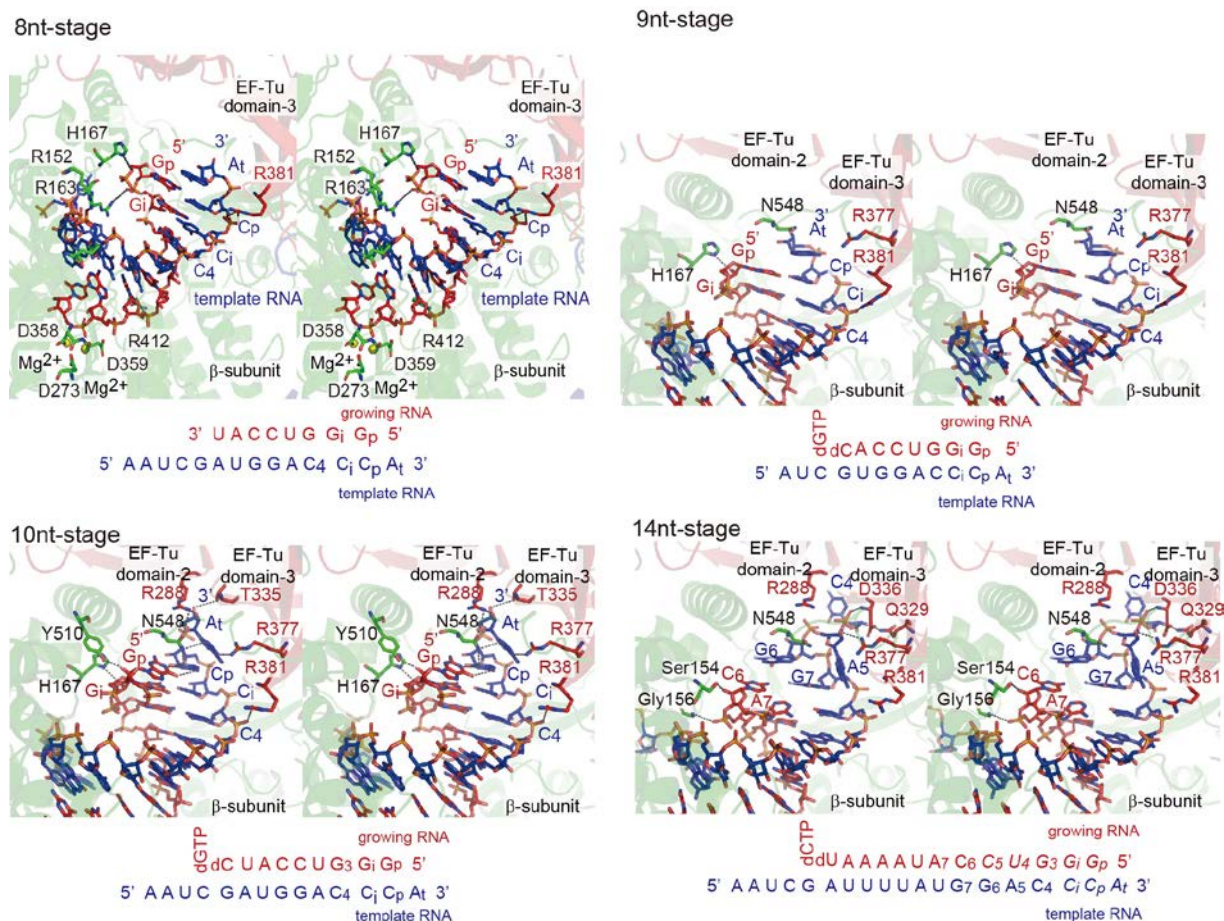 8nt-stage
EF-Tu
domain-3
EF-Tu
domain-3
H167
5'
3'
H167
5'
3'
R152
Gp
At
R381
R152
Gp
At
R381
R163
Gi
R163
Gi
Cp
Cp
Ci
Ci
C4
C4
template RNA
template RNA
D358
R412
D358
R412
Mg2+
D359
Mg2+
D359
D273 Mg2+
β-subunit
D273 Mg2+
β-subunit
growing RNA
3' U A C C U G Gi Gp 5'
5' A A U C G A U G G A C4 Ci Cp At 3'
template RNA
9nt-stage
EF-Tu
domain-2
EF-Tu
domain-3
EF-Tu
domain-2
EF-Tu
domain-3
N548
3'
At
R377
N548
3'
At
R377
5'
Gp
R381
5'
Gp
R381
H167
Gi
Cp
H167
Gi
Cp
Ci
Ci
C4
C4
β-subunit
β-subunit
growing RNA
dGTP
dC A C C U G Gi Gp 5'
5' A U C G U G G A C C i Cp At 3'
template RNA
10nt-stage
EF-Tu
domain-2
EF-Tu
domain-3
EF-Tu
domain-2
EF-Tu
domain-3
R288
3'
T335
R288
3'
T335
Y510
N548
At
R377
Y510
N548
At
R377
5'
Gp
R381
5'
Gp
R381
H167
Gi
Cp
H167
Gi
Cp
Ci
Ci
C4
C4
β-subunit
β-subunit
growing RNA
dGTP
dC U A C C U G3 Gi Gp 5'
5' A A U C G A U G G A C4 Ci Cp At 3'
template RNA
14nt-stage
EF-Tu
domain-2
EF-Tu
domain-3
EF-Tu
domain-2
EF-Tu
domain-3
R288
C4
D336
R288
C4
D336
N548
Q329
N548
Q329
G6
R377
G6
R377
Ser154
C6
G7
A5
R381
Ser154
C6
G7
A5
R381
Gly156
A7
Gly156
A7
β-subunit
β-subunit
growing RNA
dCTP
ddU A A A A U A7 C6 C5 U4 G3 Gi Gp 5'
5' A A U C G A U U U U A U G7 G6 A5 C4 Ci Cp At 3'
template RNA